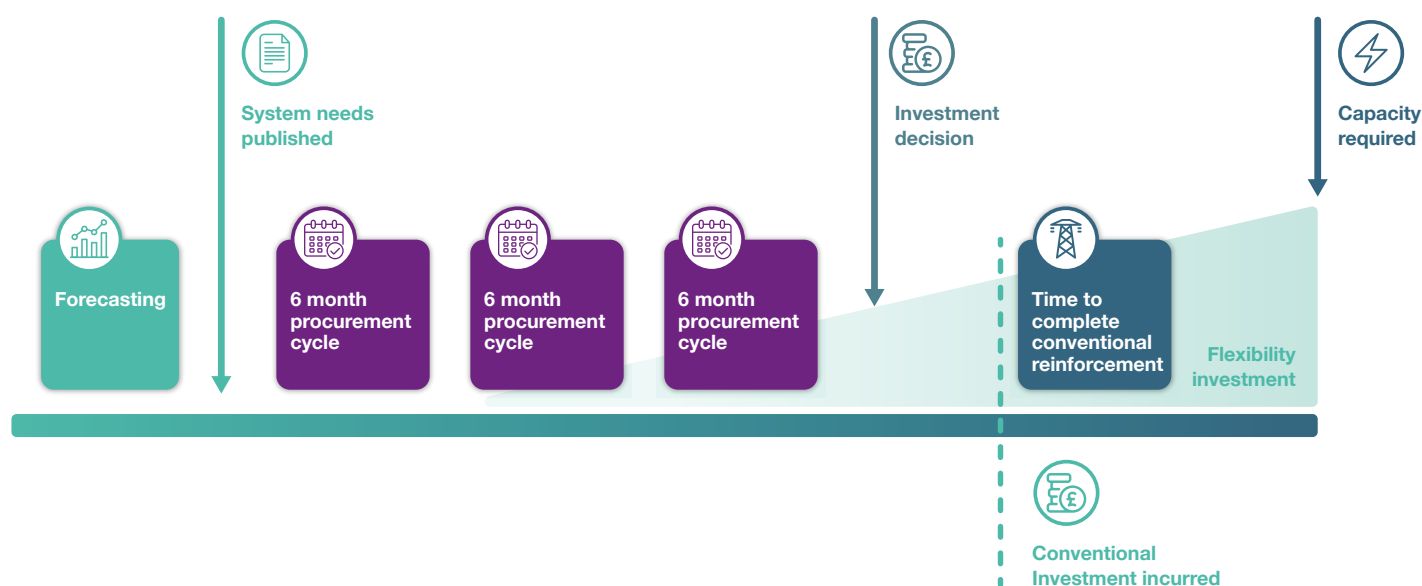 System needs
published
Investment
decision
Capacity
required
Forecasting
6 month
procurement
cycle
6 month
procurement
cycle
6 month
procurement
cycle
Time to
complete
conventional
reinforcement
Flexibility
investment
Conventional
Investment incurred